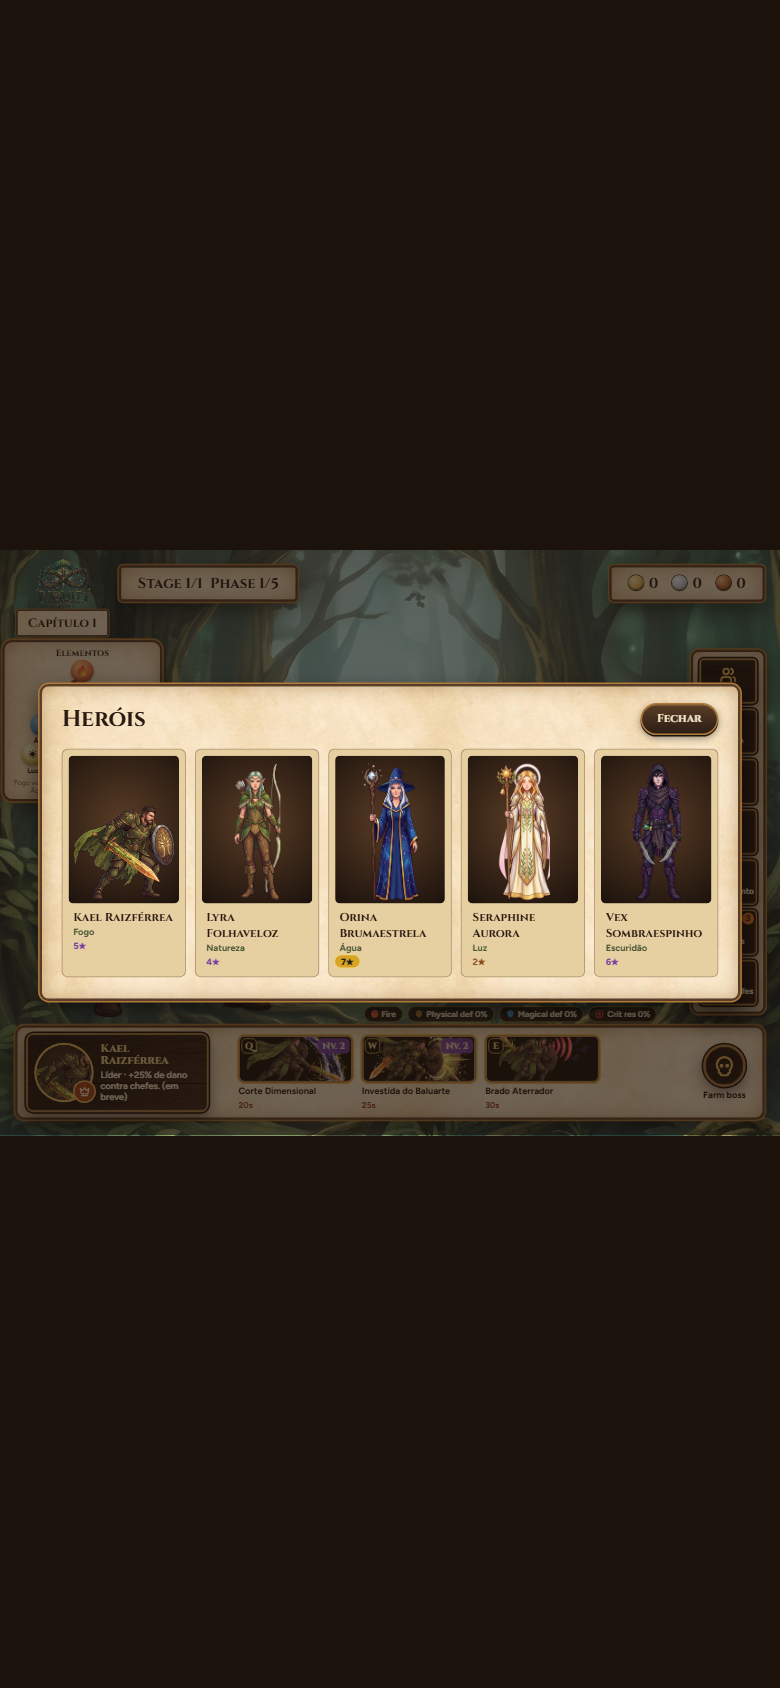 Stage 1/1 Phase 1/5
0 0 0
Capítulo 1
Elementos
Heróis
Fechar
Kael Raizférrea
Fogo
5★
Lyra
Folhaveloz
Natureza
4★
Orina
Brumaestrela
Água
7★
Seraphine
Aurora
Luz
2★
Vex
Sombraespinho
Escuridão
6★
3
Fire
Physical def 0%
Magical def 0%
Crit res 0%
Kael
Raizférrea
Líder · +25% de dano
contra chefes. (em
breve)
Q
Nv. 2
Corte Dimensional
20s
W
Nv. 2
Investida do Baluarte
25s
E
Brado Aterrador
30s
Farm boss